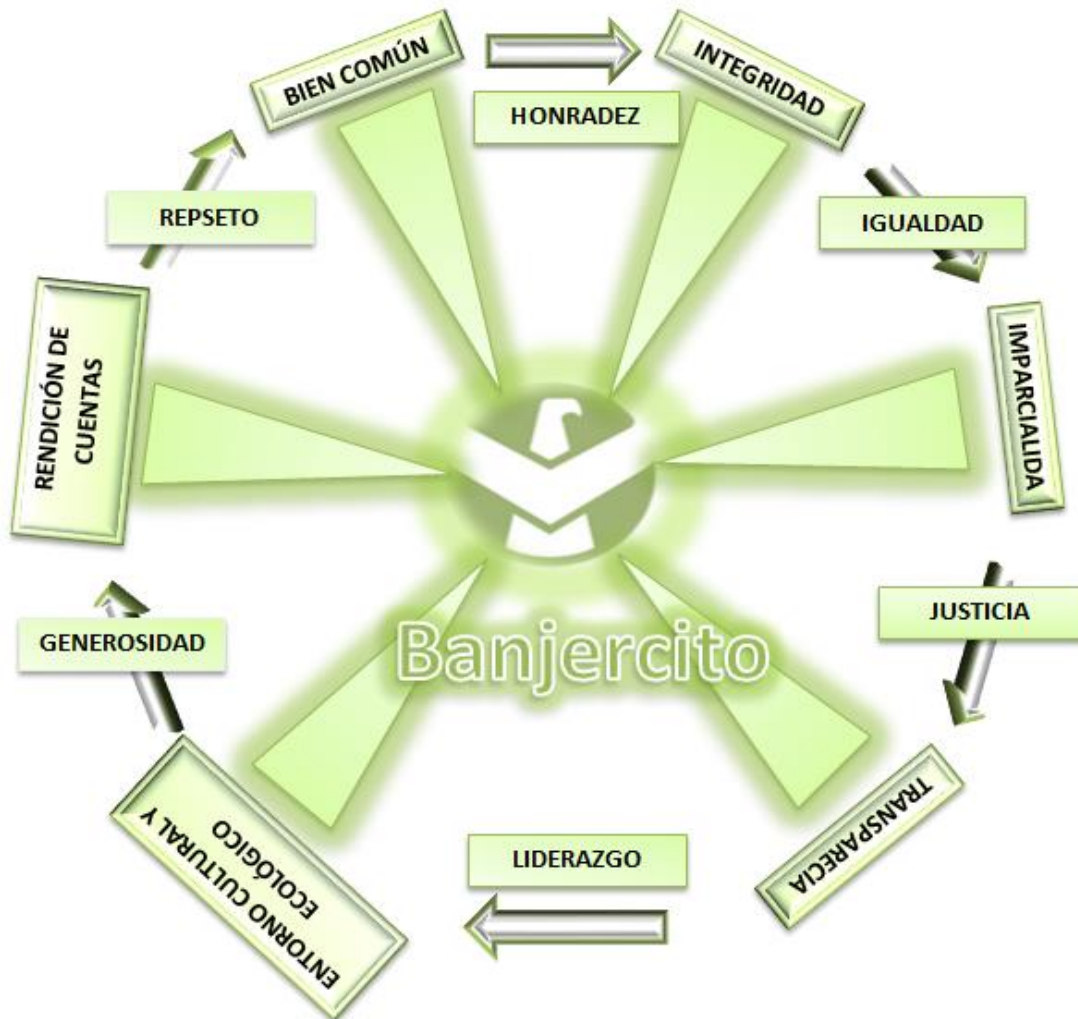 BIEN COMÚN
HONRADEZ
INTEGRIDAD
IGUALDAD
IMPARCIALIDA
JUSTICIA
TRANSPARECIA
LIDERAZGO
ENTORNO CULTURAL Y
ECOLÓGICO
GENEROSIDAD
RENDICIÓN DE
CUENTAS
REPSETO
Banjercito